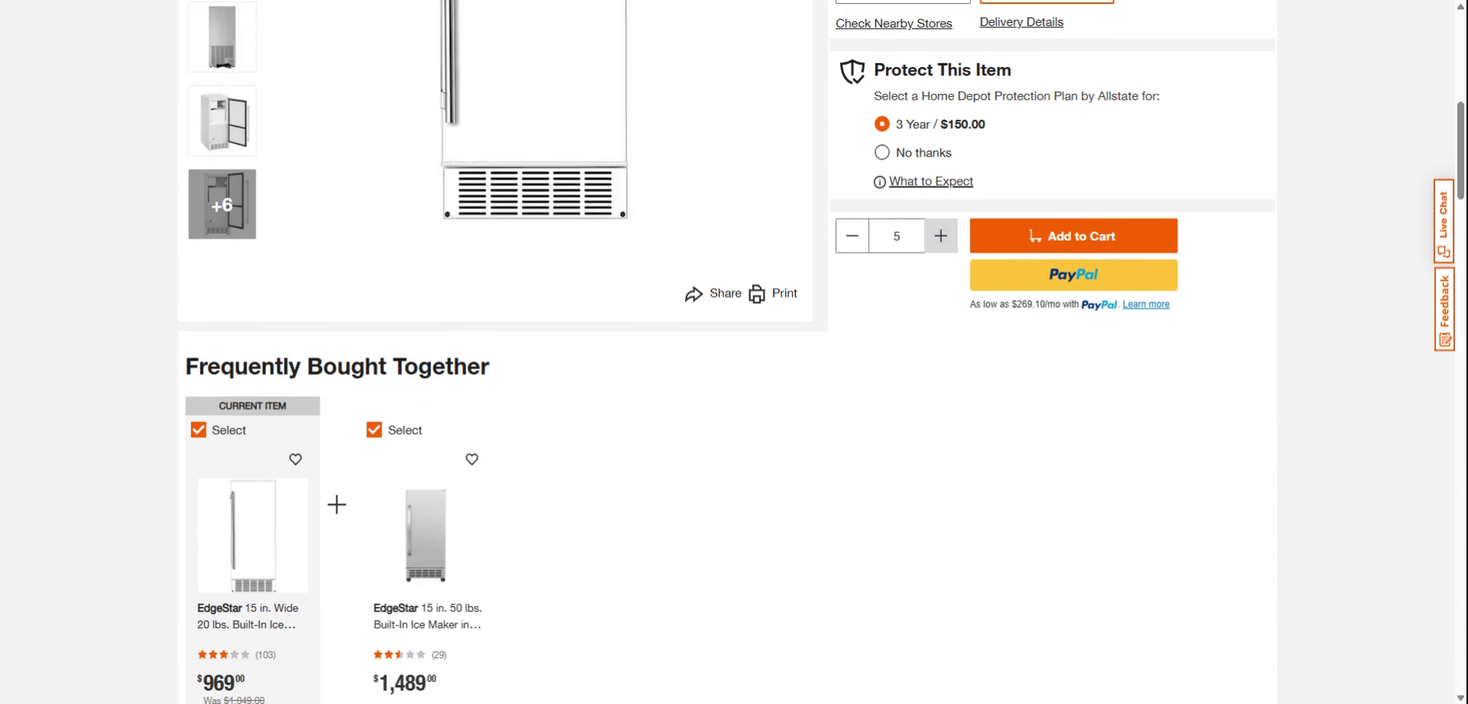 Check Nearby Stores
Delivery Details
Protect This Item
Select a Home Depot Protection Plan by Allstate for:
3 Year / $150.00
No thanks
What to Expect
+6
5
Add to Cart
PayPal
As low as $269.10/mo with PayPal. Learn more
Share
Print
Live Chat
Feedback
Frequently Bought Together
CURRENT ITEM
Select
EdgeStar 15 in. Wide
20 lbs. Built-In Ice…
(103)
$969 00
Was $1,049.00
Select
EdgeStar 15 in. 50 lbs.
Built-In Ice Maker in…
(29)
$1,489 00